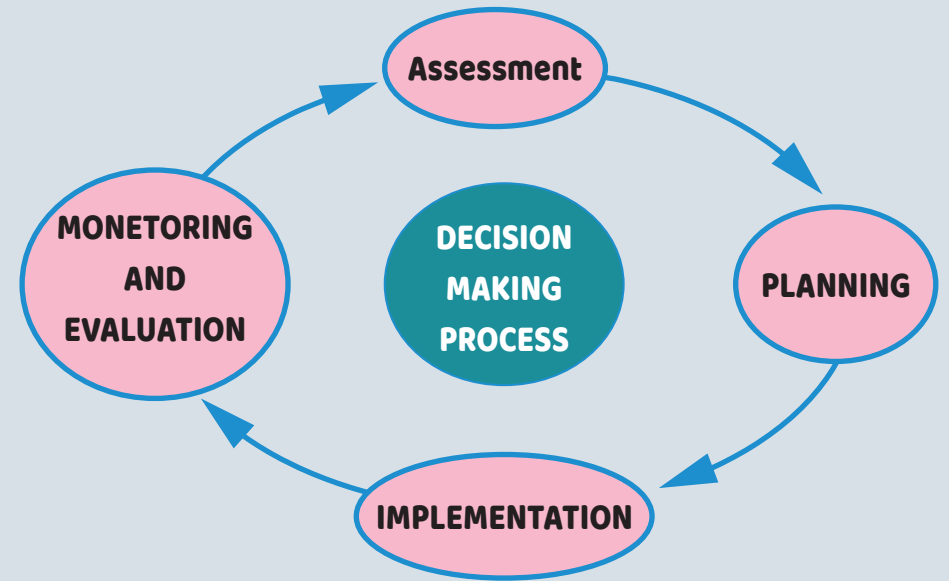 Assessment
MONETORING
AND
EVALUATION
DECISION
MAKING
PROCESS
PLANNING
IMPLEMENTATION